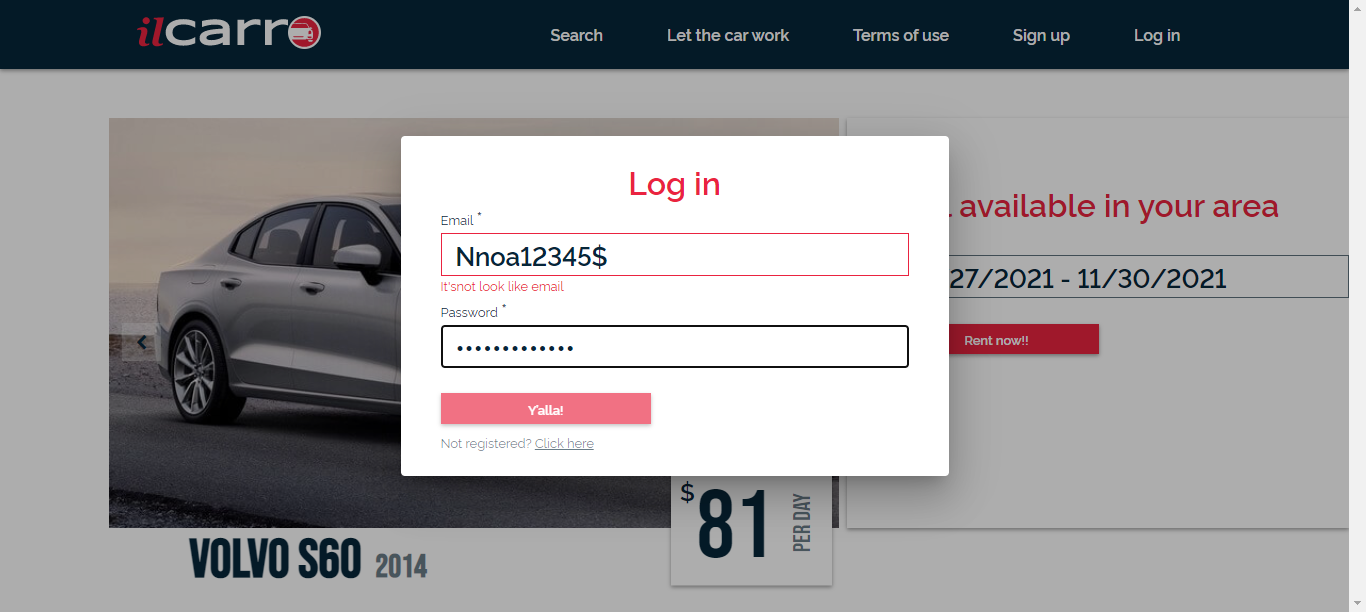 ilcarro
Search Let the car work Terms of use Sign up Log in
Log in
Email *
Nnoa12345$
It'snot look like email
Password *
•••••••••••••
Y'alla!
Not registered? Click here
available in your area
27/2021 - 11/30/2021
Rent now!!
$81 PER DAY
VOLVO S60 2014